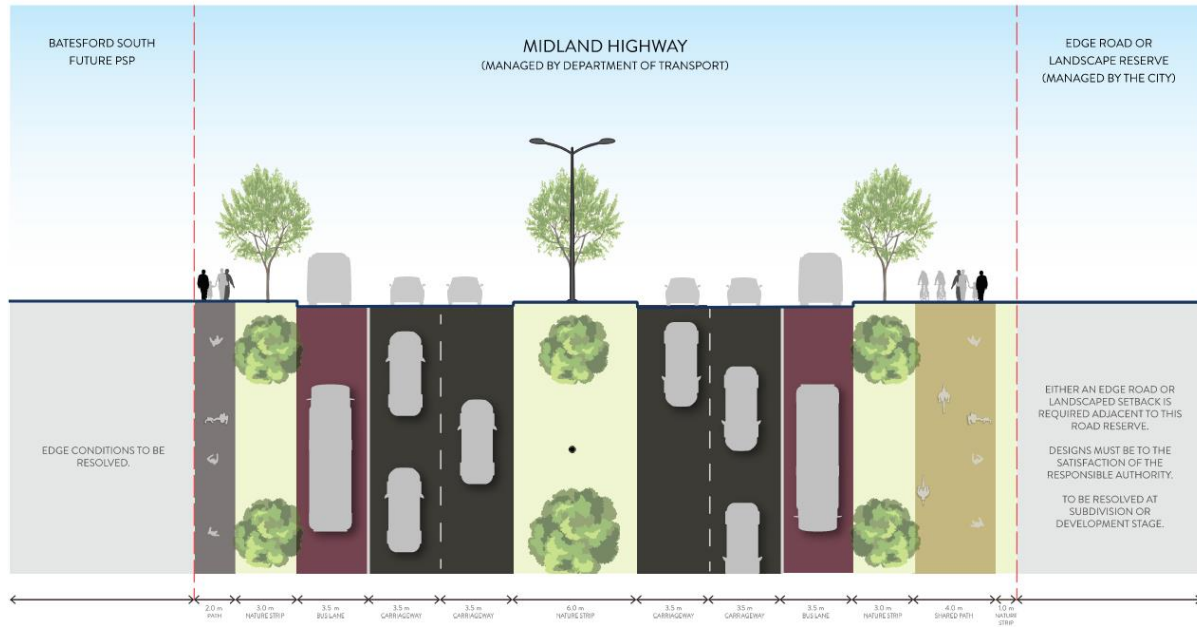 BATESFORD SOUTH
FUTURE PSP
MIDLAND HIGHWAY
(MANAGED BY DEPARTMENT OF TRANSPORT)
EDGE ROAD OR
LANDSCAPE RESERVE
(MANAGED BY THE CITY)
EDGE CONDITIONS TO BE
RESOLVED.
EITHER AN EDGE ROAD OR
LANDSCAPED SETBACK IS
REQUIRED ADJACENT TO THIS
ROAD RESERVE.
DESIGNS MUST BE TO THE
SATISFACTION OF THE
RESPONSIBLE AUTHORITY.
TO BE RESOLVED AT
SUBDIVISION OR
DEVELOPMENT STAGE.
2.0 m
PATH
3.0 m
NATURE STRIP
3.5 m
BUS LANE
3.5 m
CARRIAGEWAY
3.5 m
CARRIAGEWAY
6.0 m
NATURE STRIP
3.5 m
CARRIAGEWAY
3.5 m
CARRIAGEWAY
3.5 m
BUS LANE
3.0 m
NATURE STRIP
4.0 m
SHARED PATH
1.0 m
NATURE
STRIP